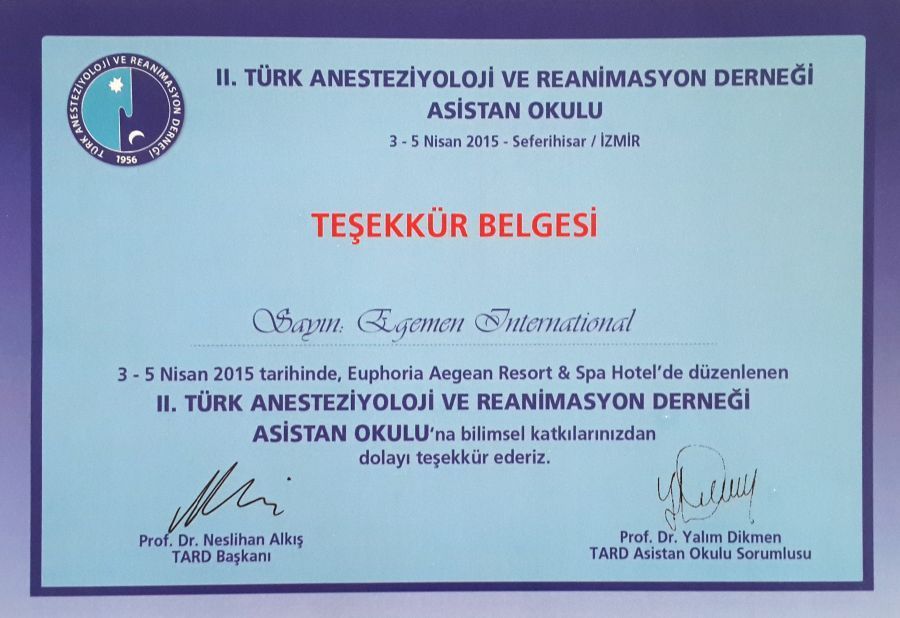 TÜRK ANESTEZİYOLOJİ VE REANİMASYON DERNEĞİ
1956
II. TÜRK ANESTEZİYOLOJİ VE REANİMASYON DERNEĞİ
ASİSTAN OKULU
3 - 5 Nisan 2015 - Seferihisar / İZMİR
TEŞEKKÜR BELGESİ
Sayın: Egemen International
3 - 5 Nisan 2015 tarihinde, Euphoria Aegean Resort & Spa Hotel'de düzenlenen
II. TÜRK ANESTEZİYOLOJİ VE REANİMASYON DERNEĞİ
ASİSTAN OKULU'na bilimsel katkılarınızdan
dolayı teşekkür ederiz.
Prof. Dr. Neslihan Alkış
TARD Başkanı
Prof. Dr. Yalım Dikmen
TARD Asistan Okulu Sorumlusu